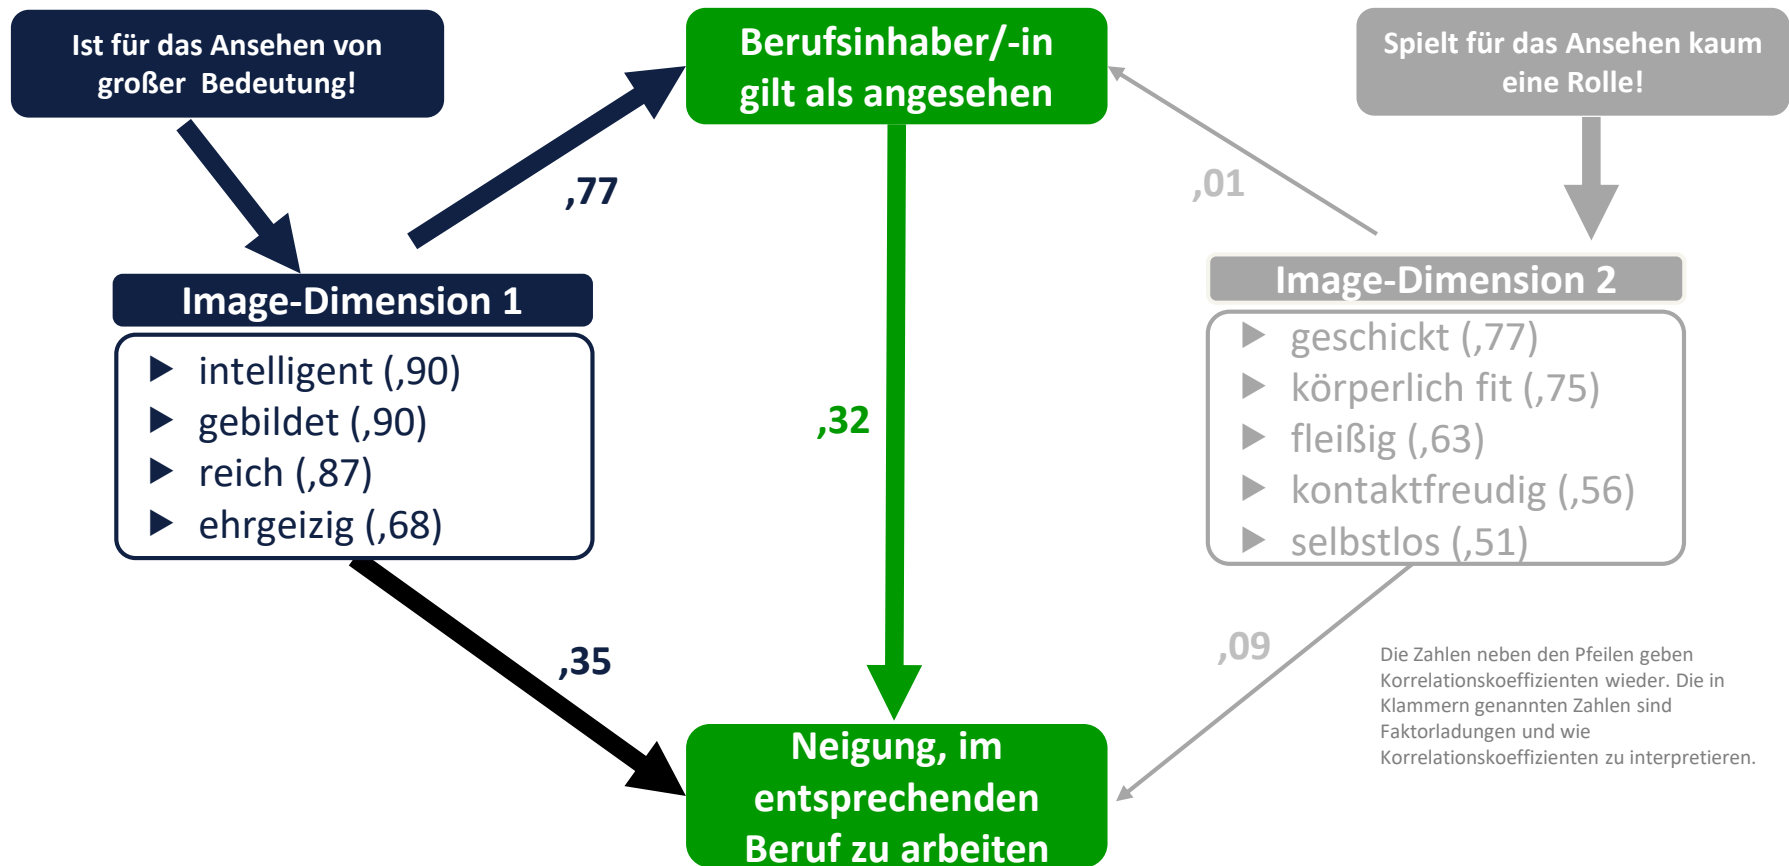 Ist für das Ansehen von
großer Bedeutung!
Berufsinhaber/-in
gilt als angesehen
Spielt für das Ansehen kaum
eine Rolle!
,77
,01
Image-Dimension 1
intelligent (,90)
gebildet (,90)
reich (,87)
ehrgeizig (,68)
,32
Image-Dimension 2
geschickt (,77)
körperlich fit (,75)
fleißig (,63)
kontaktfreudig (,56)
selbstlos (,51)
,35
,09
Die Zahlen neben den Pfeilen geben
Korrelationskoeffizienten wieder. Die in
Klammern genannten Zahlen sind
Faktorladungen und wie
Korrelationskoeffizienten zu interpretieren.
Neigung, im
entsprechenden
Beruf zu arbeiten